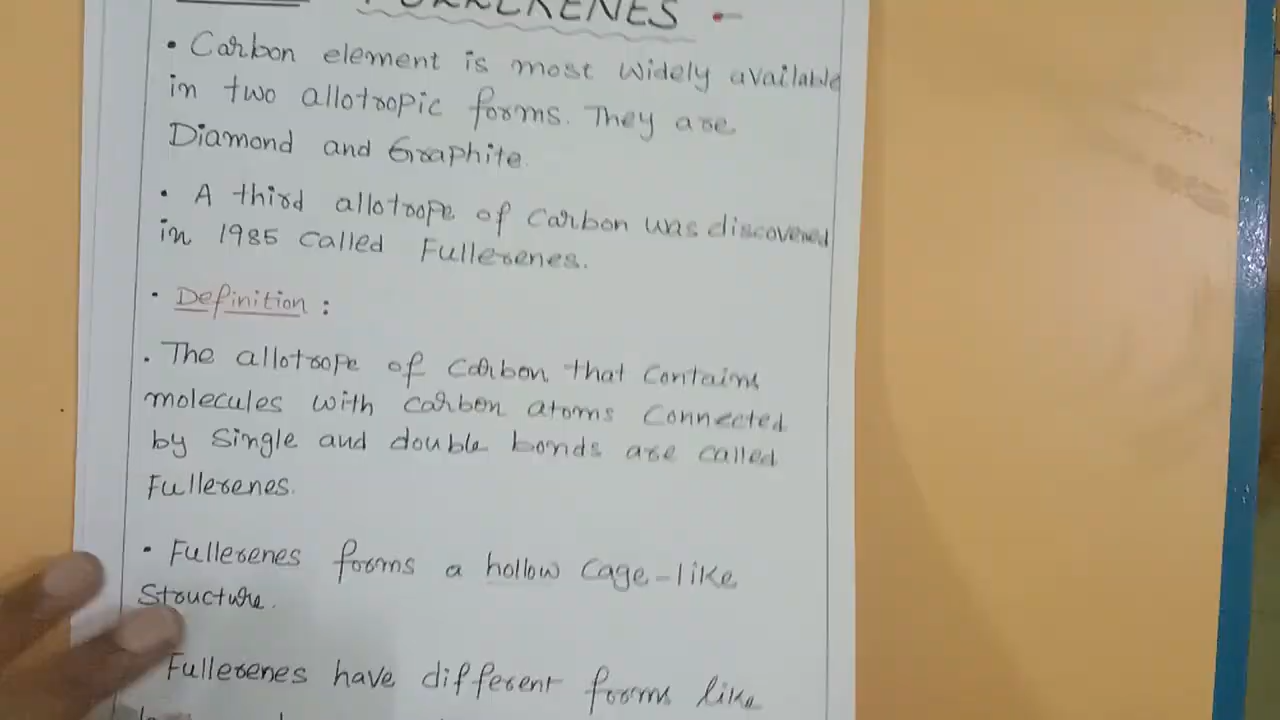 FULLERENES
• Carbon element is most widely available
in two allotropic forms. They are
Diamond and Graphite.
• A third allotrope of carbon was discovered
in 1985 called Fullerenes.
• Definition :
• The allotrope of carbon that contains
molecules with carbon atoms connected
by single and double bonds are called
Fullerenes.
• Fullerenes forms a hollow cage-like
structure.
Fullerenes have different forms like